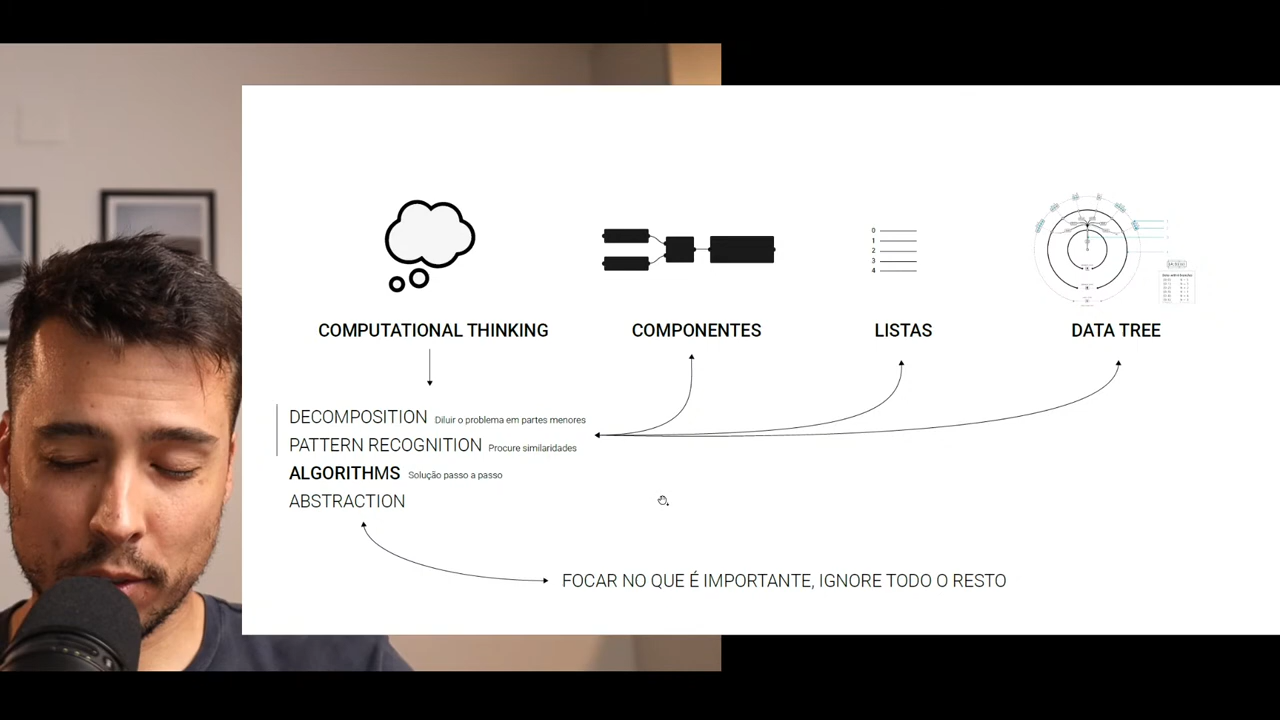 COMPUTATIONAL THINKING
COMPONENTES
LISTAS
DATA TREE
0
1
2
3
4
DECOMPOSITION Diluir o problema em partes menores
PATTERN RECOGNITION Procure similaridades
ALGORITHMS Solução passo a passo
ABSTRACTION
FOCAR NO QUE É IMPORTANTE, IGNORE TODO O RESTO